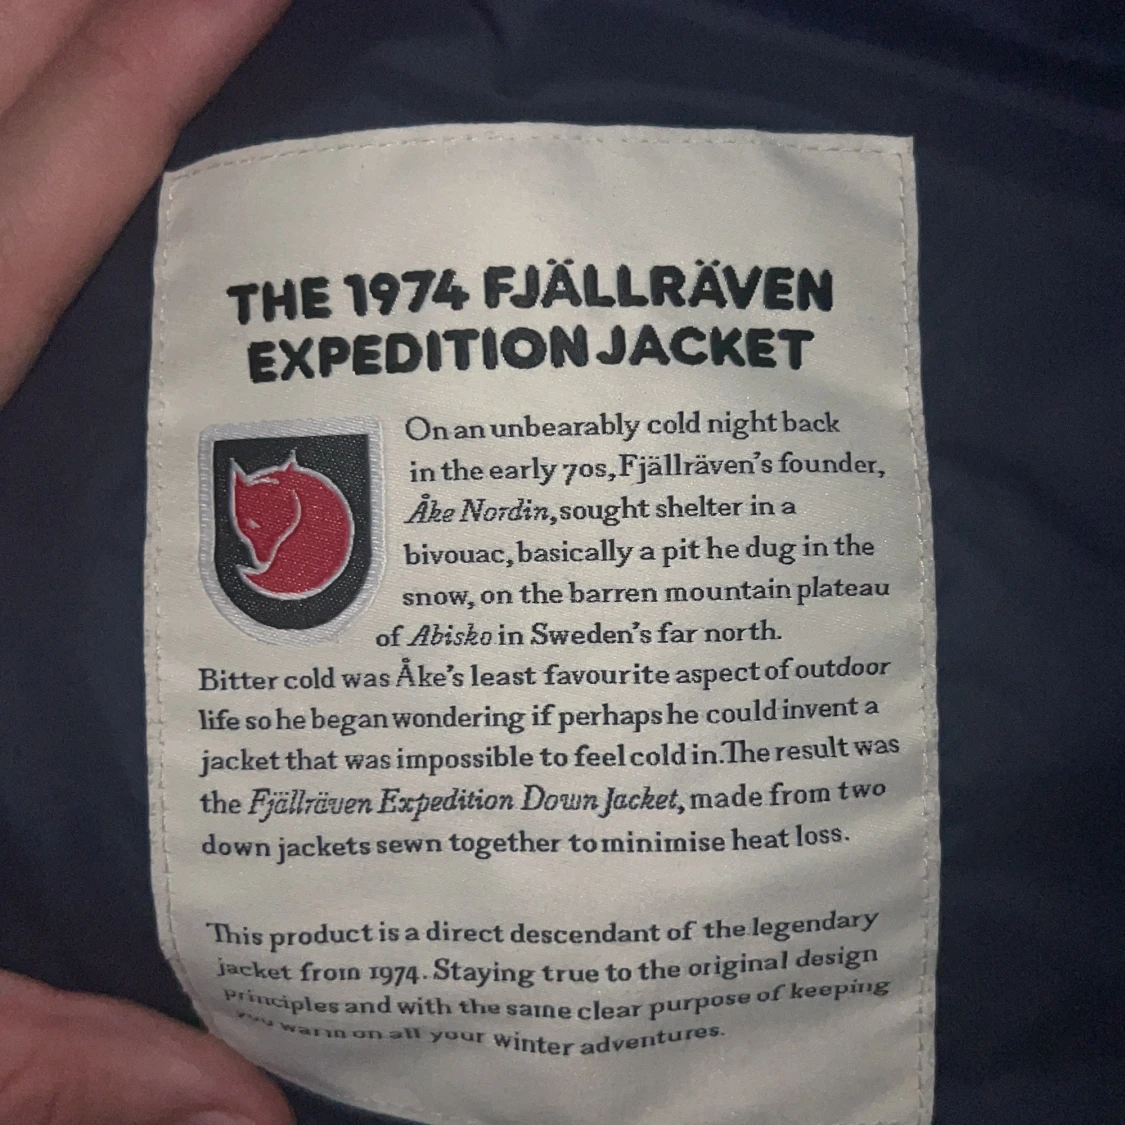 THE 1974 FJÄLLRÄVEN
EXPEDITION JACKET
On an unbearably cold night back
in the early 70s, Fjällräven's founder,
Åke Nordin, sought shelter in a
bivouac, basically a pit he dug in the
snow, on the barren mountain plateau
of Abisko in Sweden's far north.
Bitter cold was Åke's least favourite aspect of outdoor
life so he began wondering if perhaps he could invent a
jacket that was impossible to feel cold in. The result was
the Fjällräven Expedition Down Jacket, made from two
down jackets sewn together to minimise heat loss.
This product is a direct descendant of the legendary
jacket from 1974. Staying true to the original design
principles and with the same clear purpose of keeping
you warm on all your winter adventures.